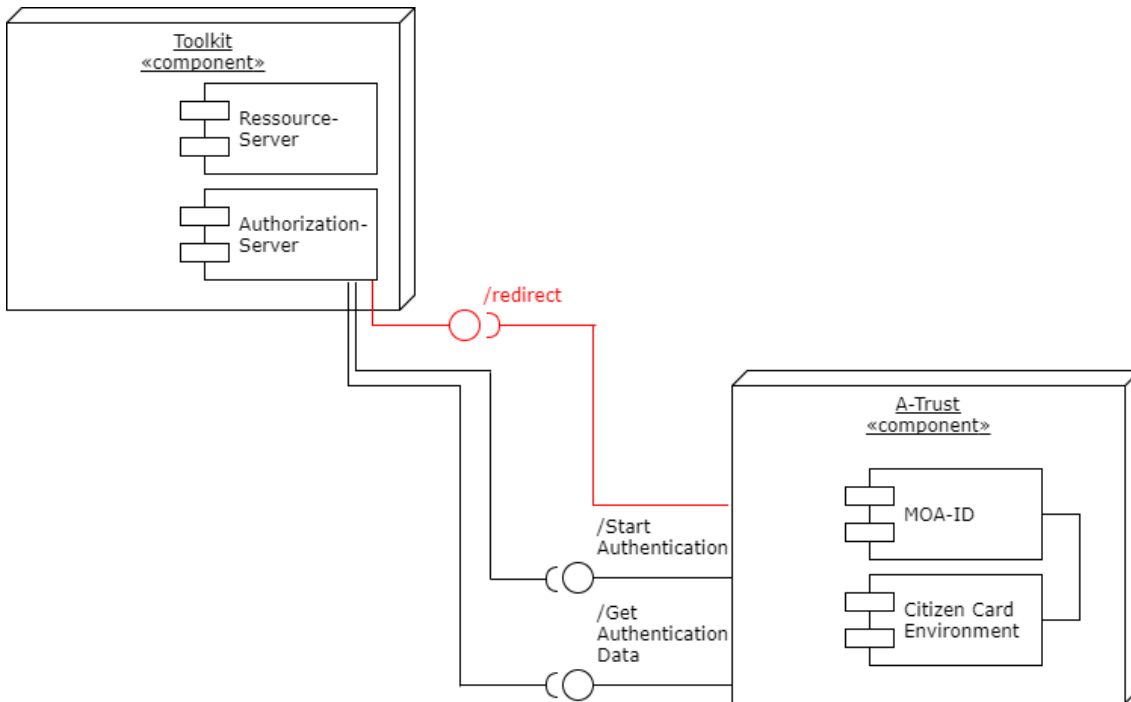 Toolkit
«component»
Ressource-
Server
Authorization-
Server
/redirect
A-Trust
«component»
MOA-ID
/Start
Authentication
Citizen Card
Environment
/Get
Authentication
Data